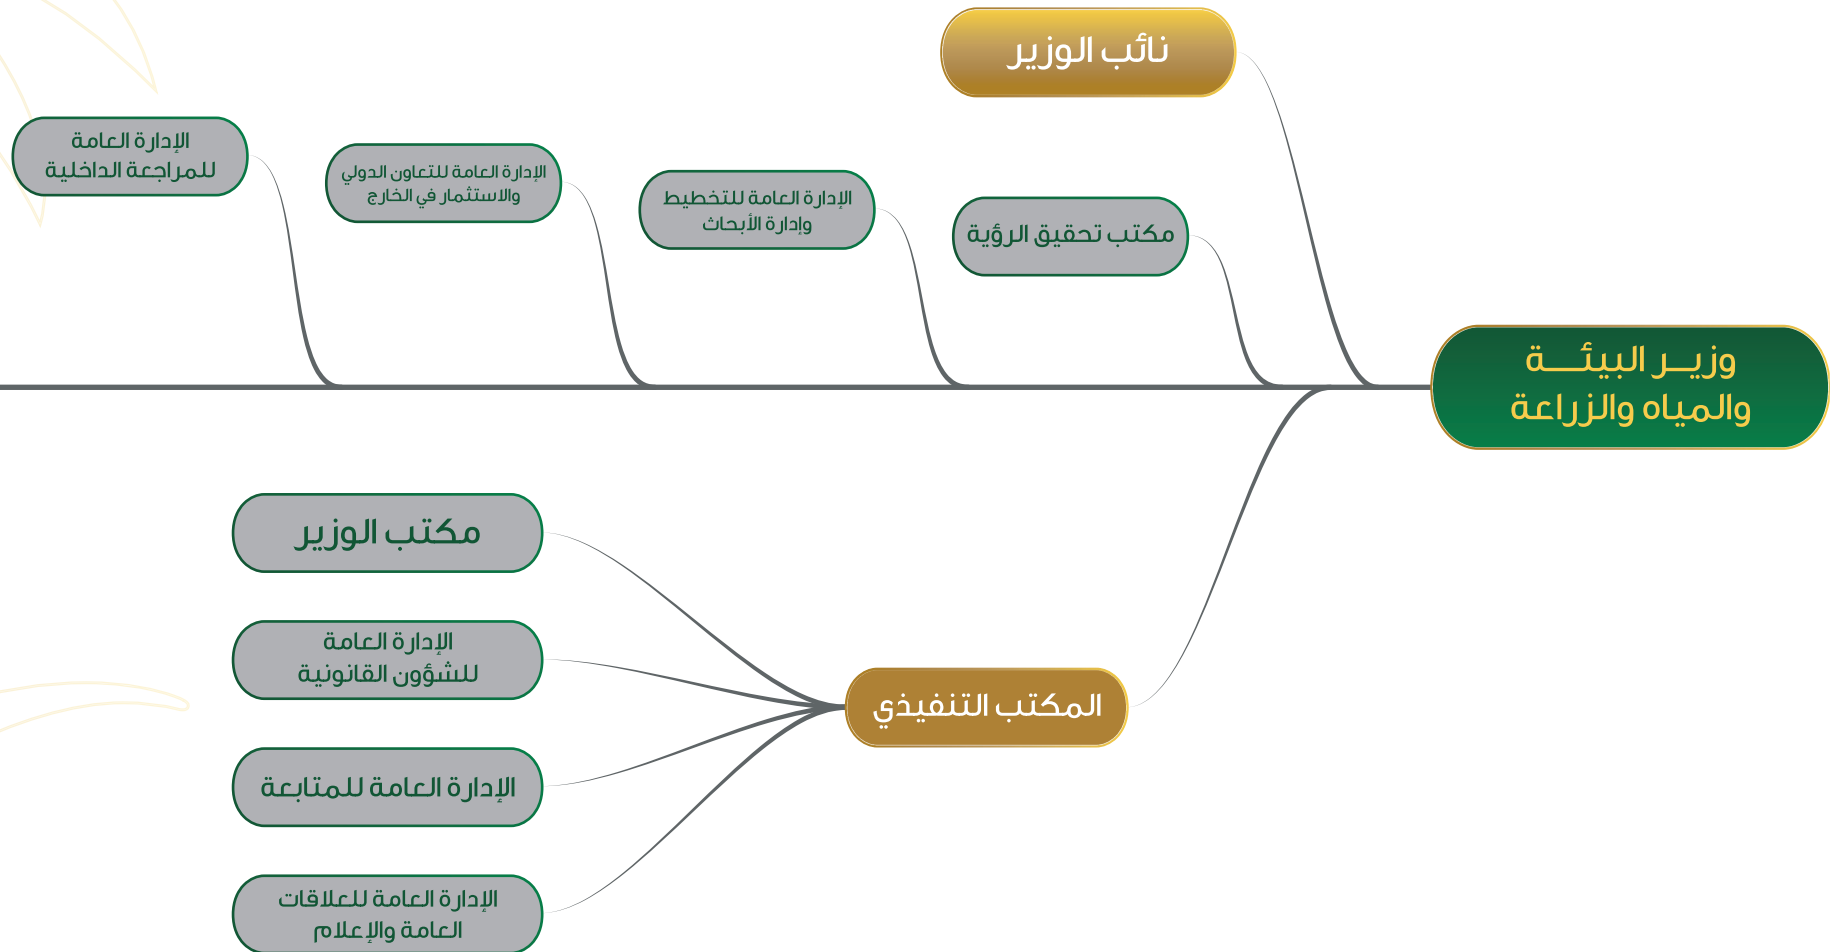 نائب الوزير
الإدارة العامة
للمراجعة الداخلية
الإدارة العامة للتعاون الدولي
والاستثمار في الخارج
الإدارة العامة للتخطيط
وإدارة الأبحاث
مكتب تحقيق الرؤية
وزيــر البيئــــة
والمياه والزراعة
مكتب الوزير
الإدارة العامة
للشؤون القانونية
المكتب التنفيذي
الإدارة العامة للمتابعة
الإدارة العامة للعلاقات
العامة والإعلام